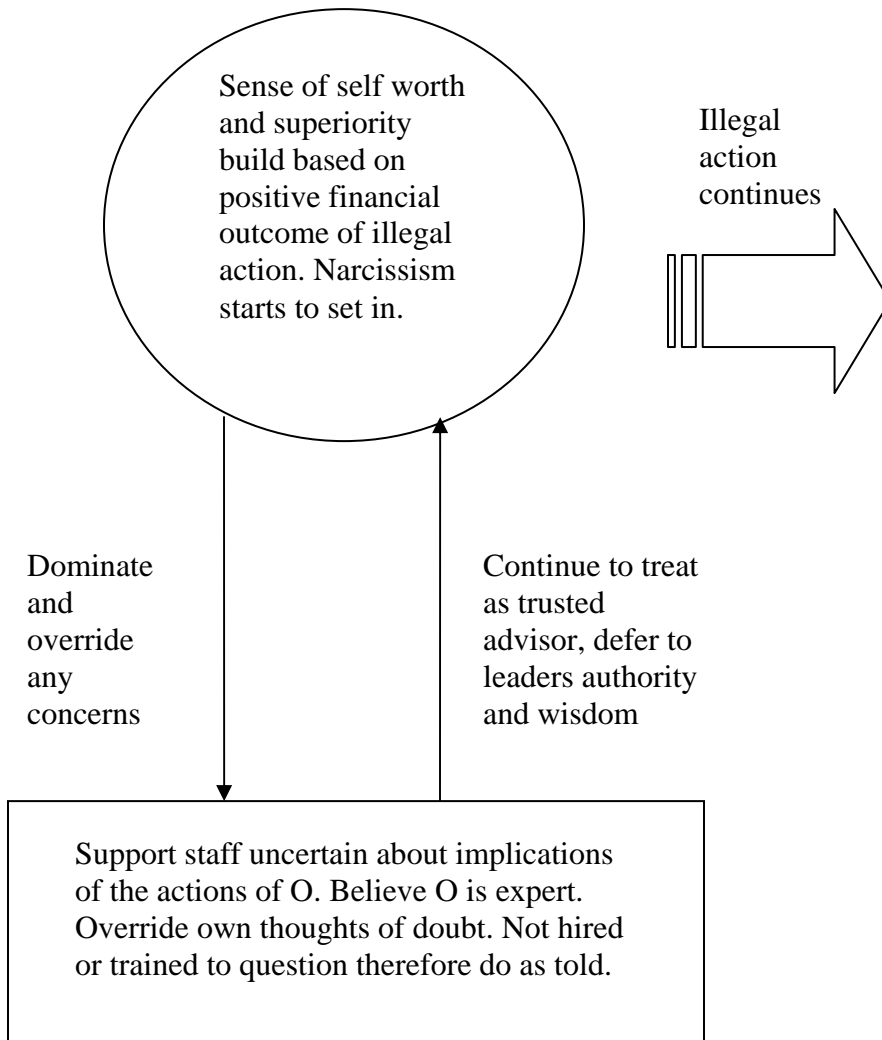 Sense of self worth
and superiority
build based on
positive financial
outcome of illegal
action. Narcissism
starts to set in.
Illegal
action
continues
Dominate
and
override
any
concerns
Continue to treat
as trusted
advisor, defer to
leaders authority
and wisdom
Support staff uncertain about implications
of the actions of O. Believe O is expert.
Override own thoughts of doubt. Not hired
or trained to question therefore do as told.